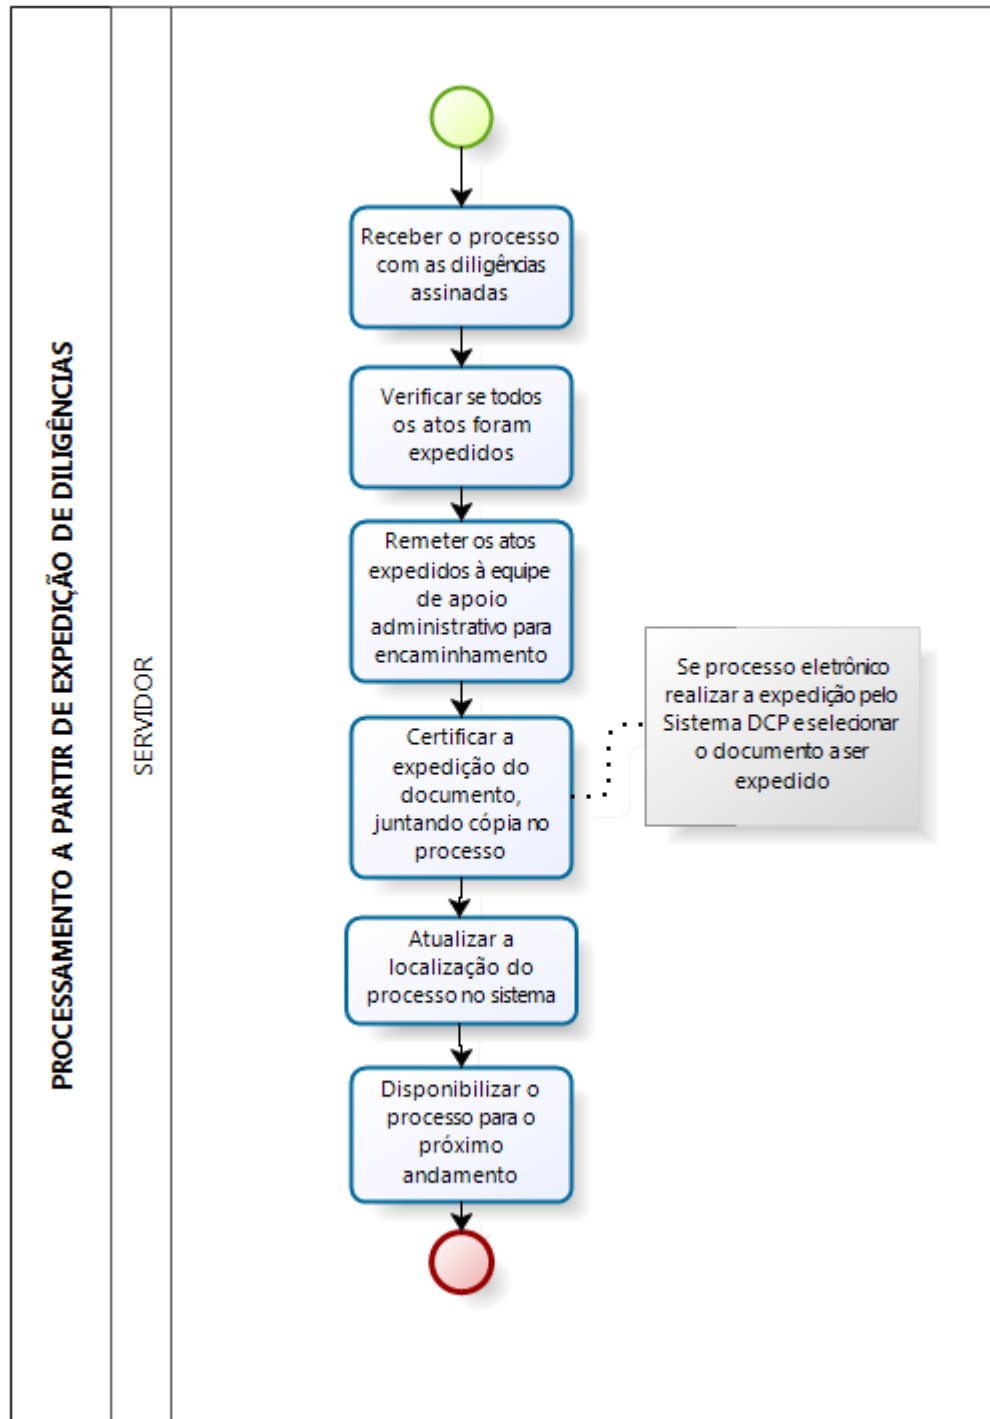 PROCESSAMENTO A PARTIR DE EXPEDIÇÃO DE DILIGÊNCIAS
SERVIDOR
Receber o processo
com as diligências
assinadas
Verificar se todos
os atos foram
expedidos
Remeter os atos
expedidos à equipe
de apoio
administrativo para
encaminhamento
Se processo eletrônico
realizar a expedição pelo
Sistema DCP e selecionar
o documento a ser
expedido
Certificar a
expedição do
documento,
juntando cópia no
processo
Atualizar a
localização do
processo no sistema
Disponibilizar o
processo para o
próximo
andamento